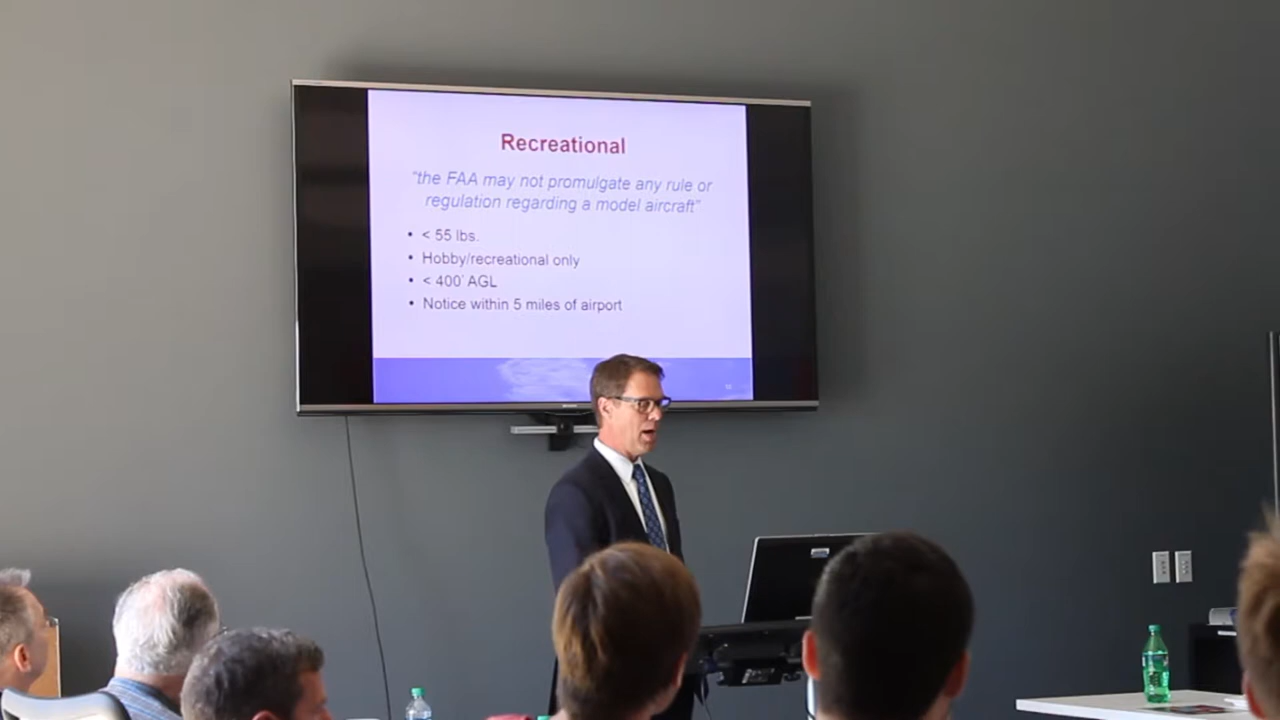 Recreational
"the FAA may not promulgate any rule or
regulation regarding a model aircraft"
• < 55 lbs.
• Hobby/recreational only
• < 400' AGL
• Notice within 5 miles of airport